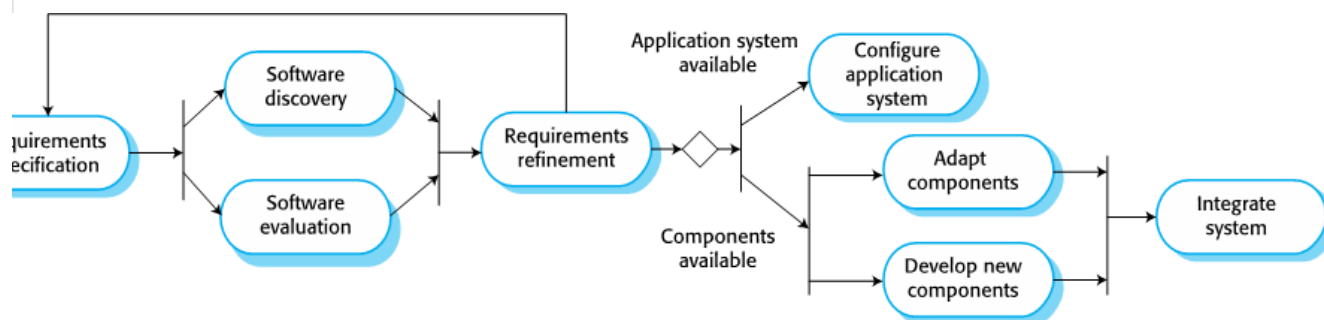 quirements
ecification
Software
discovery
Software
evaluation
Requirements
refinement
Application system
available
Configure
application
system
Components
available
Adapt
components
Develop new
components
Integrate
system